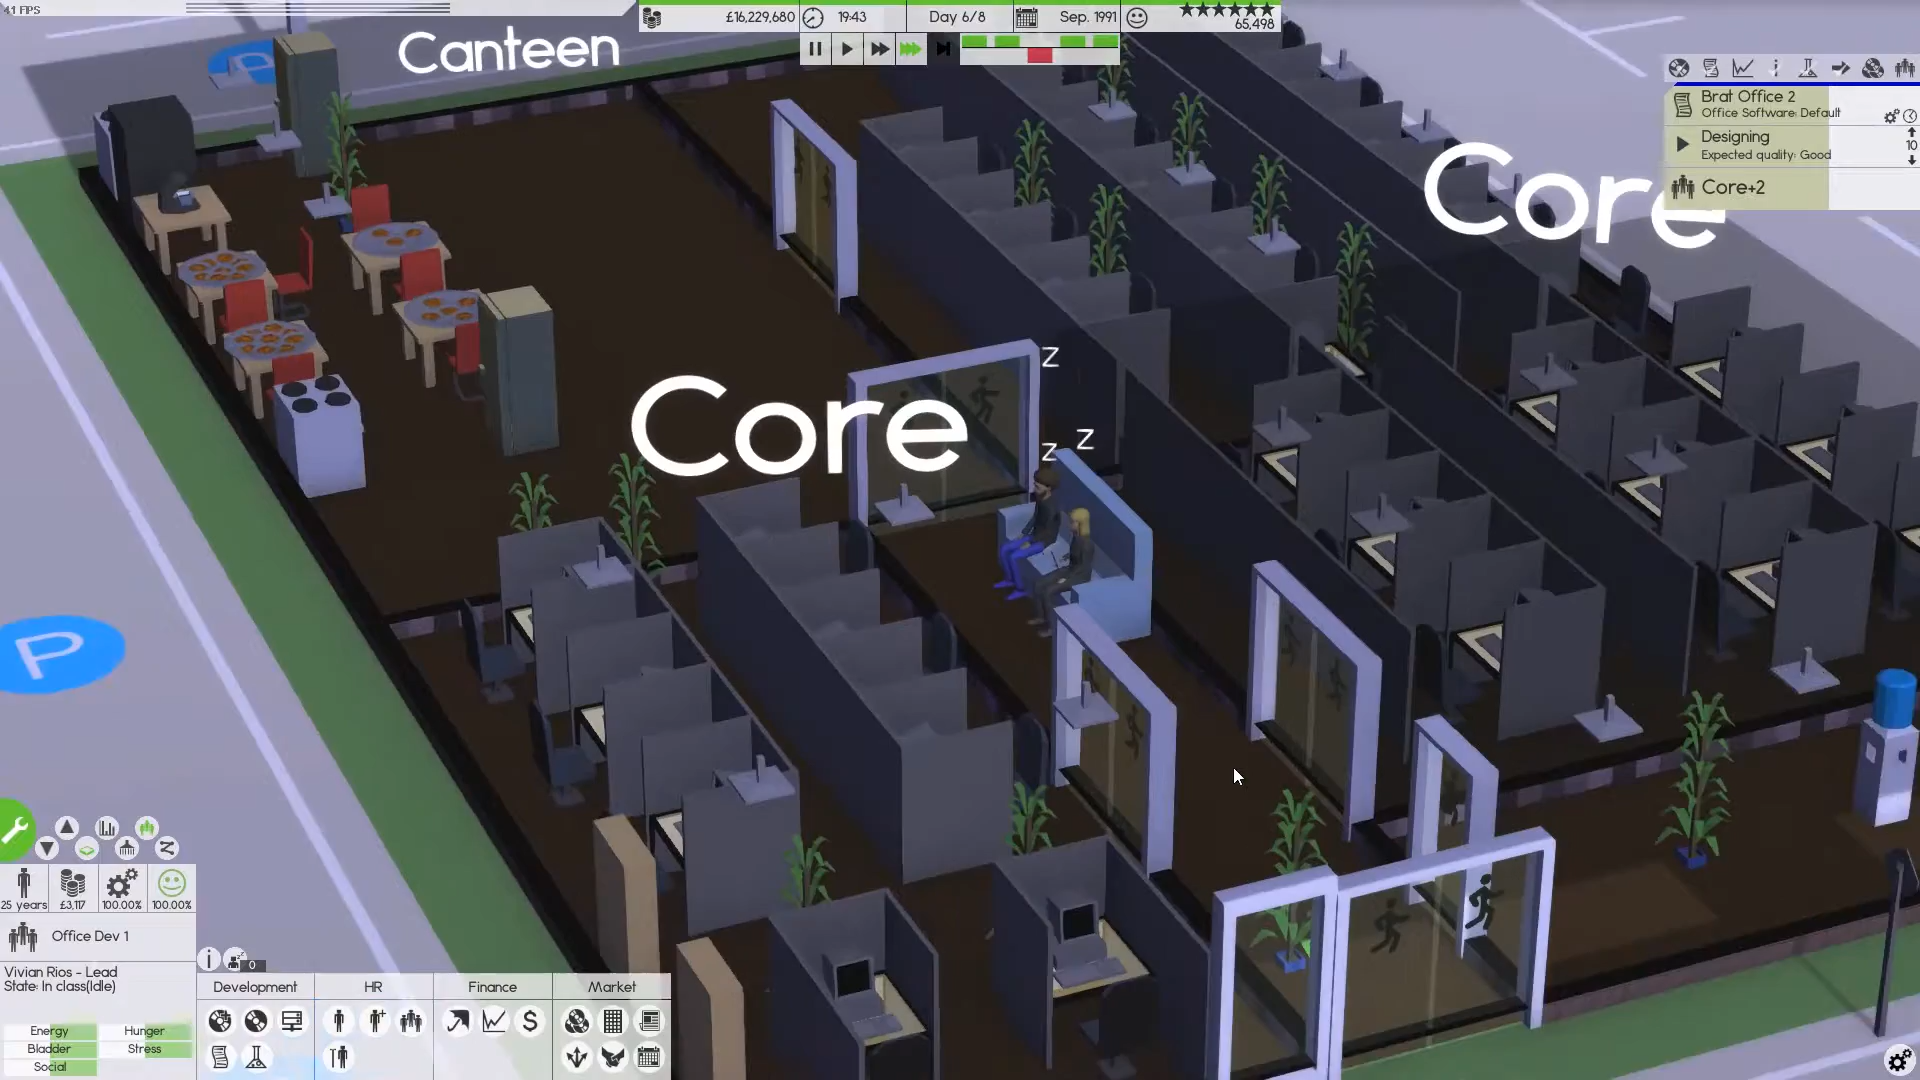 41 FPS
£16,229,680
19:43
Day 6/8
Sep. 1991
65,498
Canteen
Core
Core
Brat Office 2
Office Software: Default
Designing
Expected quality: Good
10
Core+2
Z
Z
Z
P
P
25 years
£3,117
100.00%
100.00%
Office Dev 1
Vivian Rios - Lead
State: In class(Idle)
Energy
Hunger
Bladder
Stress
Social
0
Development
HR
Finance
Market